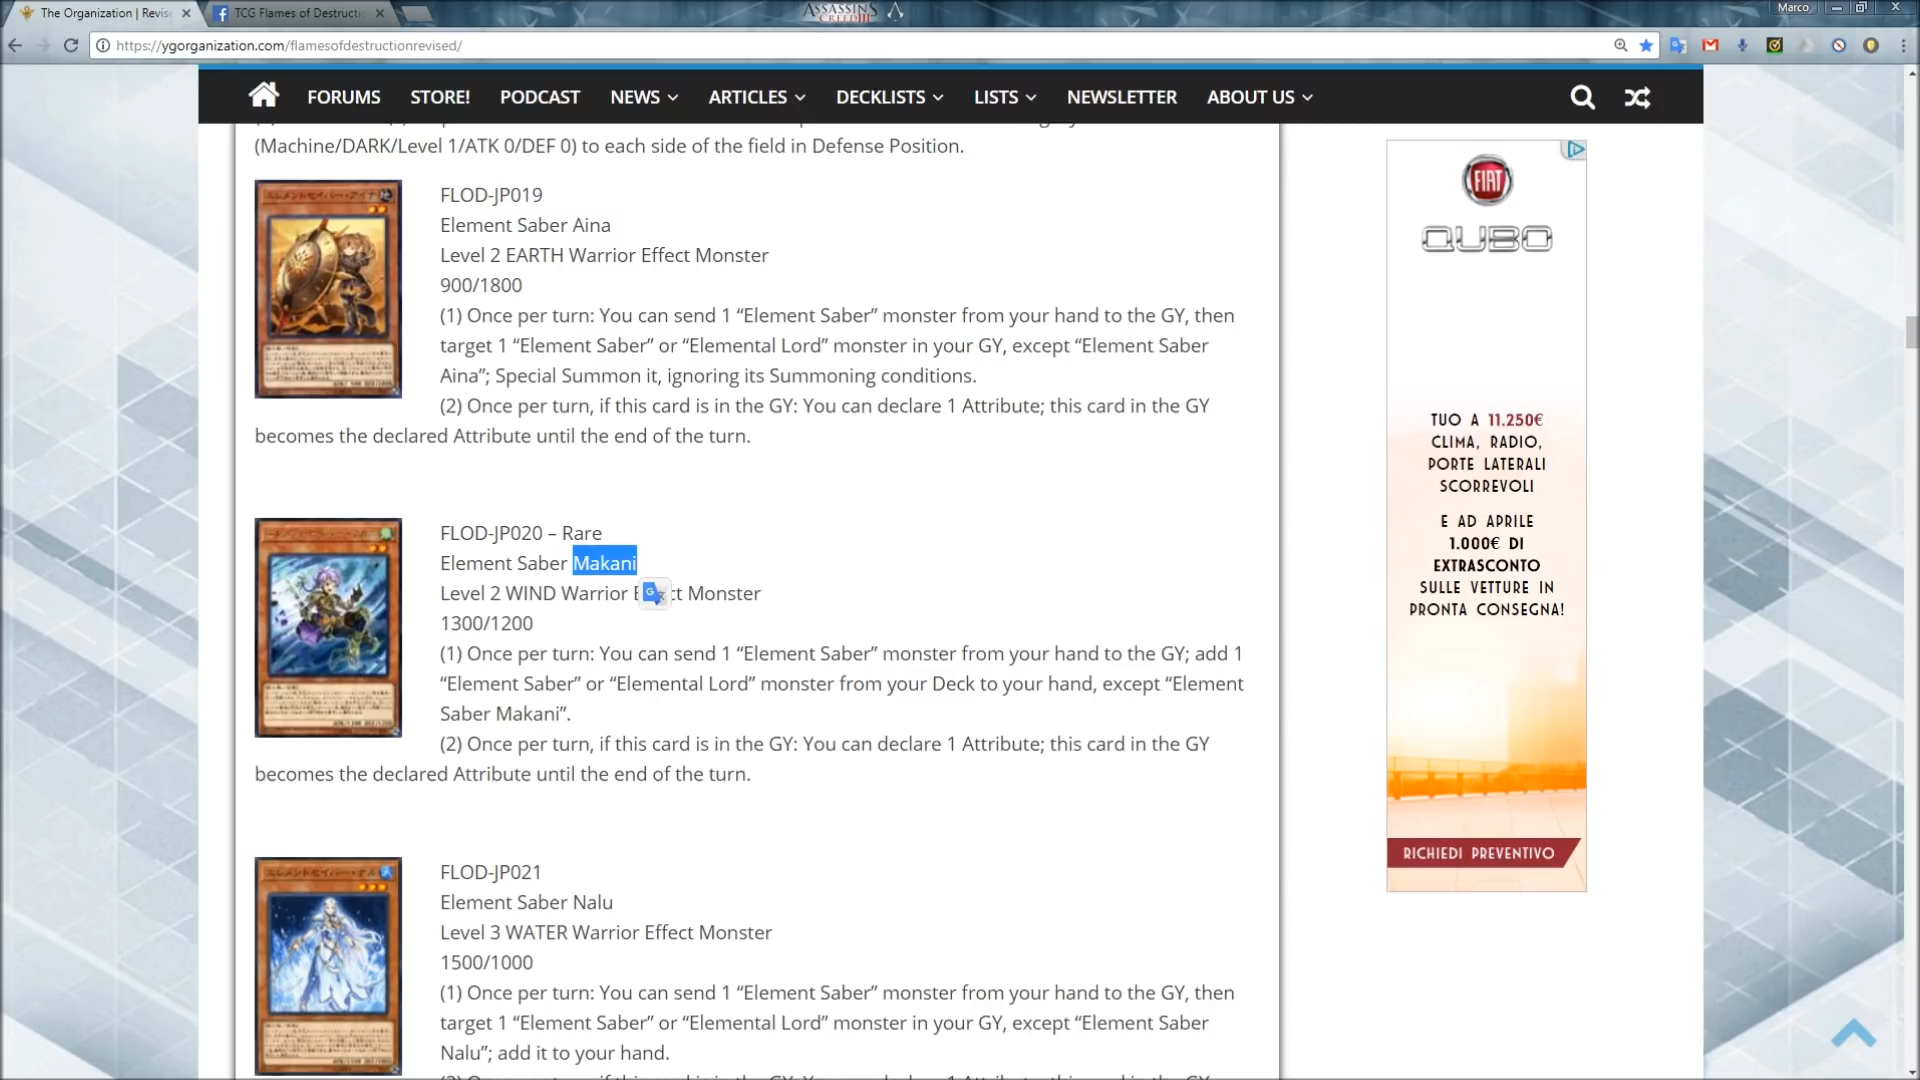 The Organization | Revise
TCG Flames of Destructio
ASSASSIN'S
CREED III
Marco
https://ygorganization.com/flamesofdestructionrevised/
FORUMS
STORE!
PODCAST
NEWS
ARTICLES
DECKLISTS
LISTS
NEWSLETTER
ABOUT US
(Machine/DARK/Level 1/ATK 0/DEF 0) to each side of the field in Defense Position.
FLOD-JP019
Element Saber Aina
Level 2 EARTH Warrior Effect Monster
900/1800
(1) Once per turn: You can send 1 “Element Saber” monster from your hand to the GY, then
target 1 “Element Saber” or “Elemental Lord” monster in your GY, except “Element Saber
Aina”; Special Summon it, ignoring its Summoning conditions.
(2) Once per turn, if this card is in the GY: You can declare 1 Attribute; this card in the GY
becomes the declared Attribute until the end of the turn.
FLOD-JP020 – Rare
Element Saber Makani
Level 2 WIND Warrior E ct Monster
1300/1200
(1) Once per turn: You can send 1 “Element Saber” monster from your hand to the GY; add 1
“Element Saber” or “Elemental Lord” monster from your Deck to your hand, except “Element
Saber Makani”.
(2) Once per turn, if this card is in the GY: You can declare 1 Attribute; this card in the GY
becomes the declared Attribute until the end of the turn.
FLOD-JP021
Element Saber Nalu
Level 3 WATER Warrior Effect Monster
1500/1000
(1) Once per turn: You can send 1 “Element Saber” monster from your hand to the GY, then
target 1 “Element Saber” or “Elemental Lord” monster in your GY, except “Element Saber
Nalu”; add it to your hand.
FIAT
QUBO
TUO A 11.250€
CLIMA, RADIO,
PORTE LATERALI
SCORREVOLI
E AD APRILE
1.000€ DI
EXTRASCONTO
SULLE VETTURE IN
PRONTA CONSEGNA!
RICHIEDI PREVENTIVO